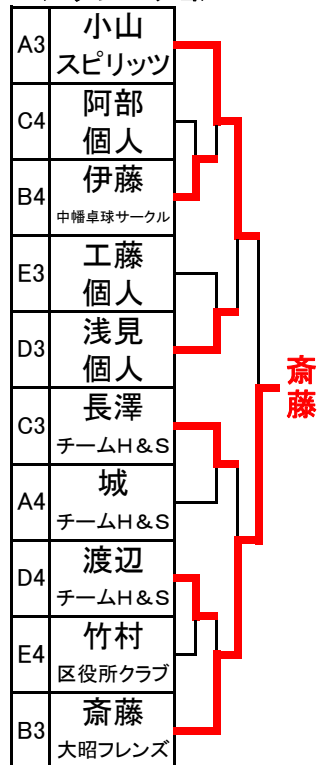 A3
小山
スピリッツ
C4
阿部
個人
B4
伊藤
中幡卓球サークル
E3
工藤
個人
D3
浅見
個人
C3
長澤
チームH&S
A4
城
チームH&S
D4
渡辺
チームH&S
E4
竹村
区役所クラブ
B3
斎藤
大昭フレンズ
斎藤